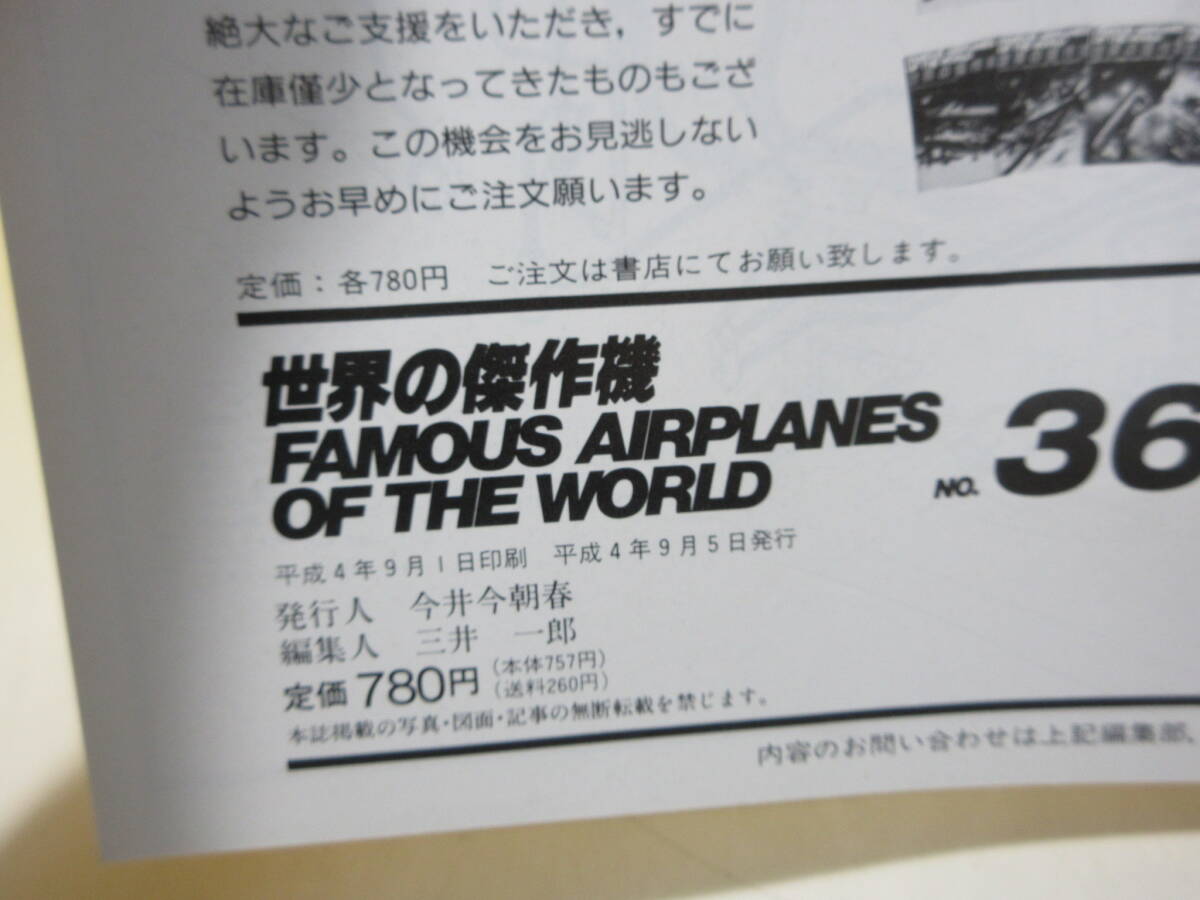 絶大なご支援をいただき，すでに
在庫僅少となってきたものもござ
います。この機会をお見逃しない
ようお早めにご注文願います。
定価：各780円　ご注文は書店にてお願い致します。
世界の傑作機
FAMOUS AIRPLANES
OF THE WORLD
NO. 36
平成4年9月1日印刷　平成4年9月5日発行
発行人　今井今朝春
編集人　三井　一郎
定価 780円
（本体757円）
（送料260円）
本誌掲載の写真・図面・記事の無断転載を禁じます。
内容のお問い合わせは上記編集部、